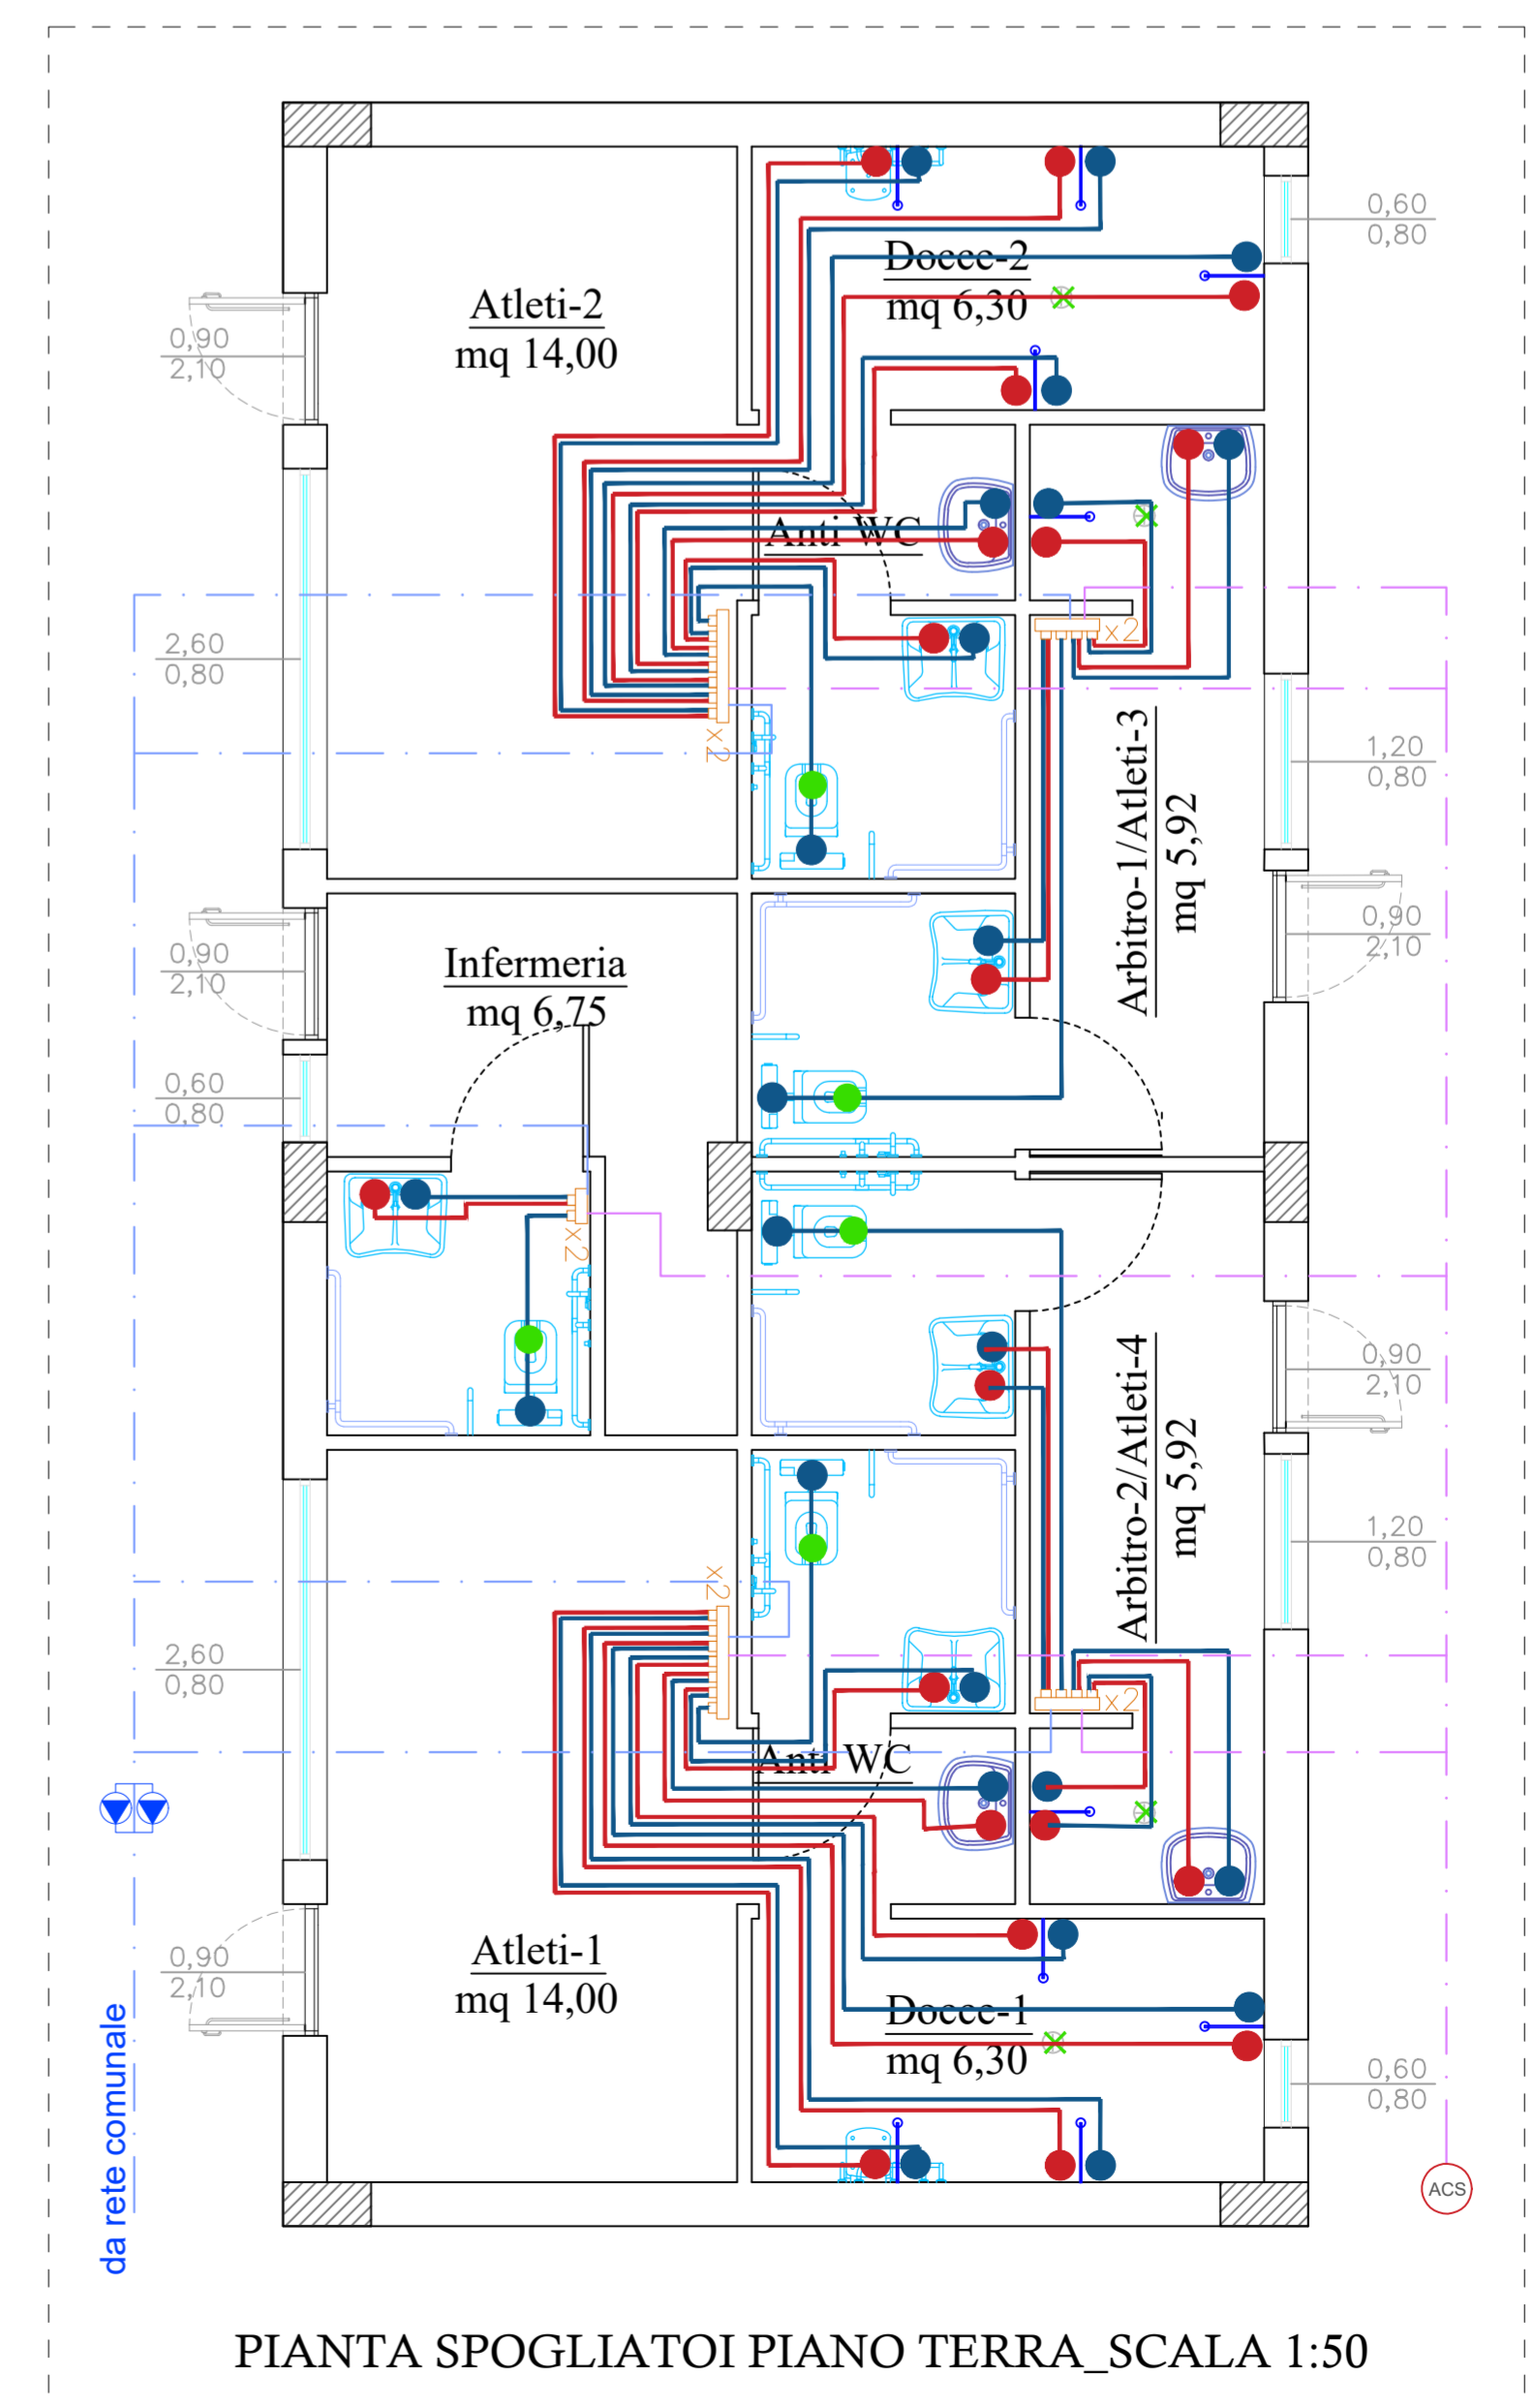 0,60
0,80
Docce-2
mq 6,30
Atleti-2
mq 14,00
0,90
2,10
Anti WC
x2
2,60
0,80
x2
1,20
0,80
Arbitro-1/Atleti-3
mq 5,92
0,90
2,10
0,90
2,10
Infermeria
mq 6,75
0,60
0,80
x2
0,90
2,10
Arbitro-2/Atleti-4
mq 5,92
1,20
0,80
x2
2,60
0,80
x2
Anti WC
Atleti-1
mq 14,00
0,90
2,10
Docce-1
mq 6,30
0,60
0,80
da rete comunale
ACS
PIANTA SPOGLIATOI PIANO TERRA_SCALA 1:50